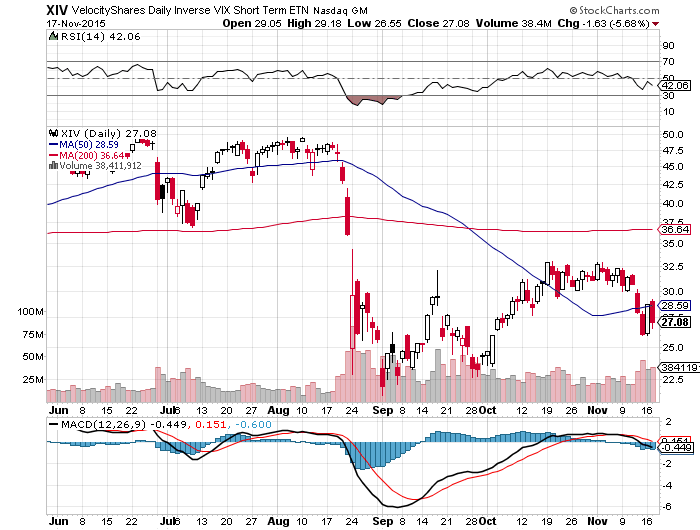 XIV VelocityShares Daily Inverse VIX Short Term ETN Nasdaq GM © StockCharts.com
17-Nov-2015 Open 29.05 High 29.18 Low 26.55 Close 27.08 Volume 38.4M Chg -1.63 (-5.68%)
RSI(14) 42.06
90
70
50
42.06
30
10
XIV (Daily) 27.08
MA(50) 28.59
MA(200) 36.64
Volume 38,411,912
50.0
47.5
45.0
42.5
40.0
37.5
36.64
35.0
32.5
30.0
28.59
27.08
25.0
22.5
100M
75M
50M
25M
3841191
Jun 8 15 22 Jul 6 13 20 27 Aug 10 17 24 Sep 8 14 21 28 Oct 12 19 26 Nov 9 16
MACD(12,26,9) -0.449, 0.151, -0.600
2
0.151
-0.449
-2
-4
-6
Jun 8 15 22 Jul 6 13 20 27 Aug 10 17 24 Sep 8 14 21 28 Oct 12 19 26 Nov 9 16